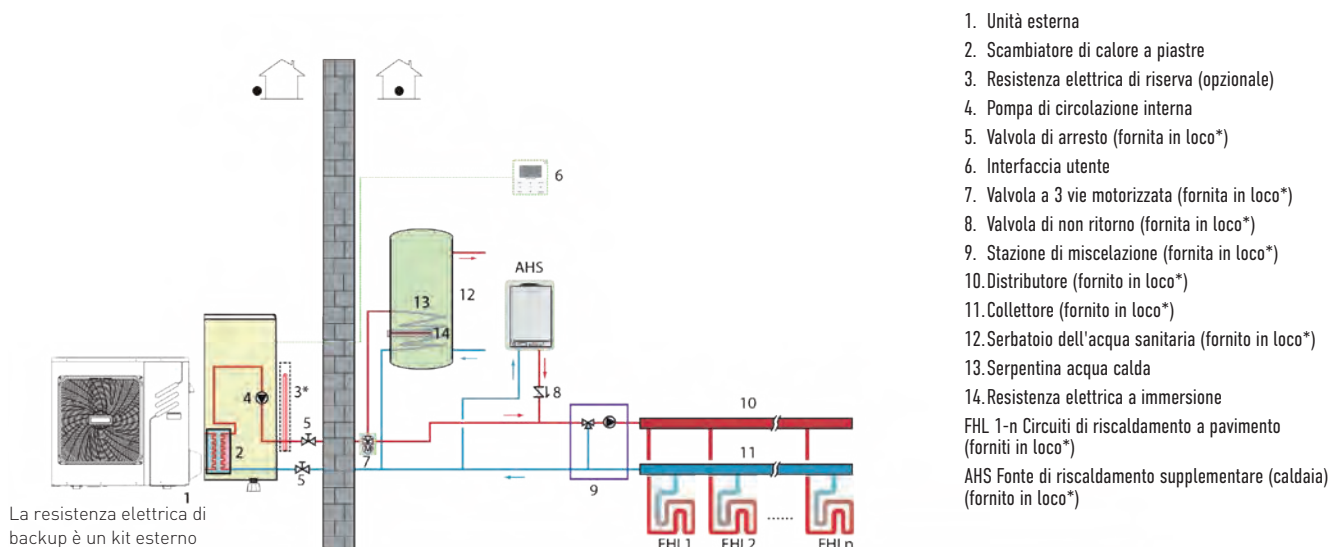 1. Unità esterna
2. Scambiatore di calore a piastre
3. Resistenza elettrica di riserva (opzionale)
4. Pompa di circolazione interna
5. Valvola di arresto (fornita in loco*)
6. Interfaccia utente
7. Valvola a 3 vie motorizzata (fornita in loco*)
8. Valvola di non ritorno (fornita in loco*)
9. Stazione di miscelazione (fornita in loco*)
10. Distributore (fornito in loco*)
11. Collettore (fornito in loco*)
12. Serbatoio dell'acqua sanitaria (fornito in loco*)
13. Serpentina acqua calda
14. Resistenza elettrica a immersione
FHL 1-n Circuiti di riscaldamento a pavimento
(forniti in loco*)
AHS Fonte di riscaldamento supplementare (caldaia)
(fornito in loco*)
6
AHS
12
13
14
4
3*
8
5
10
2
7
11
5
9
1
FHL1
FHL2
......
FHLn
La resistenza elettrica di
backup è un kit esterno